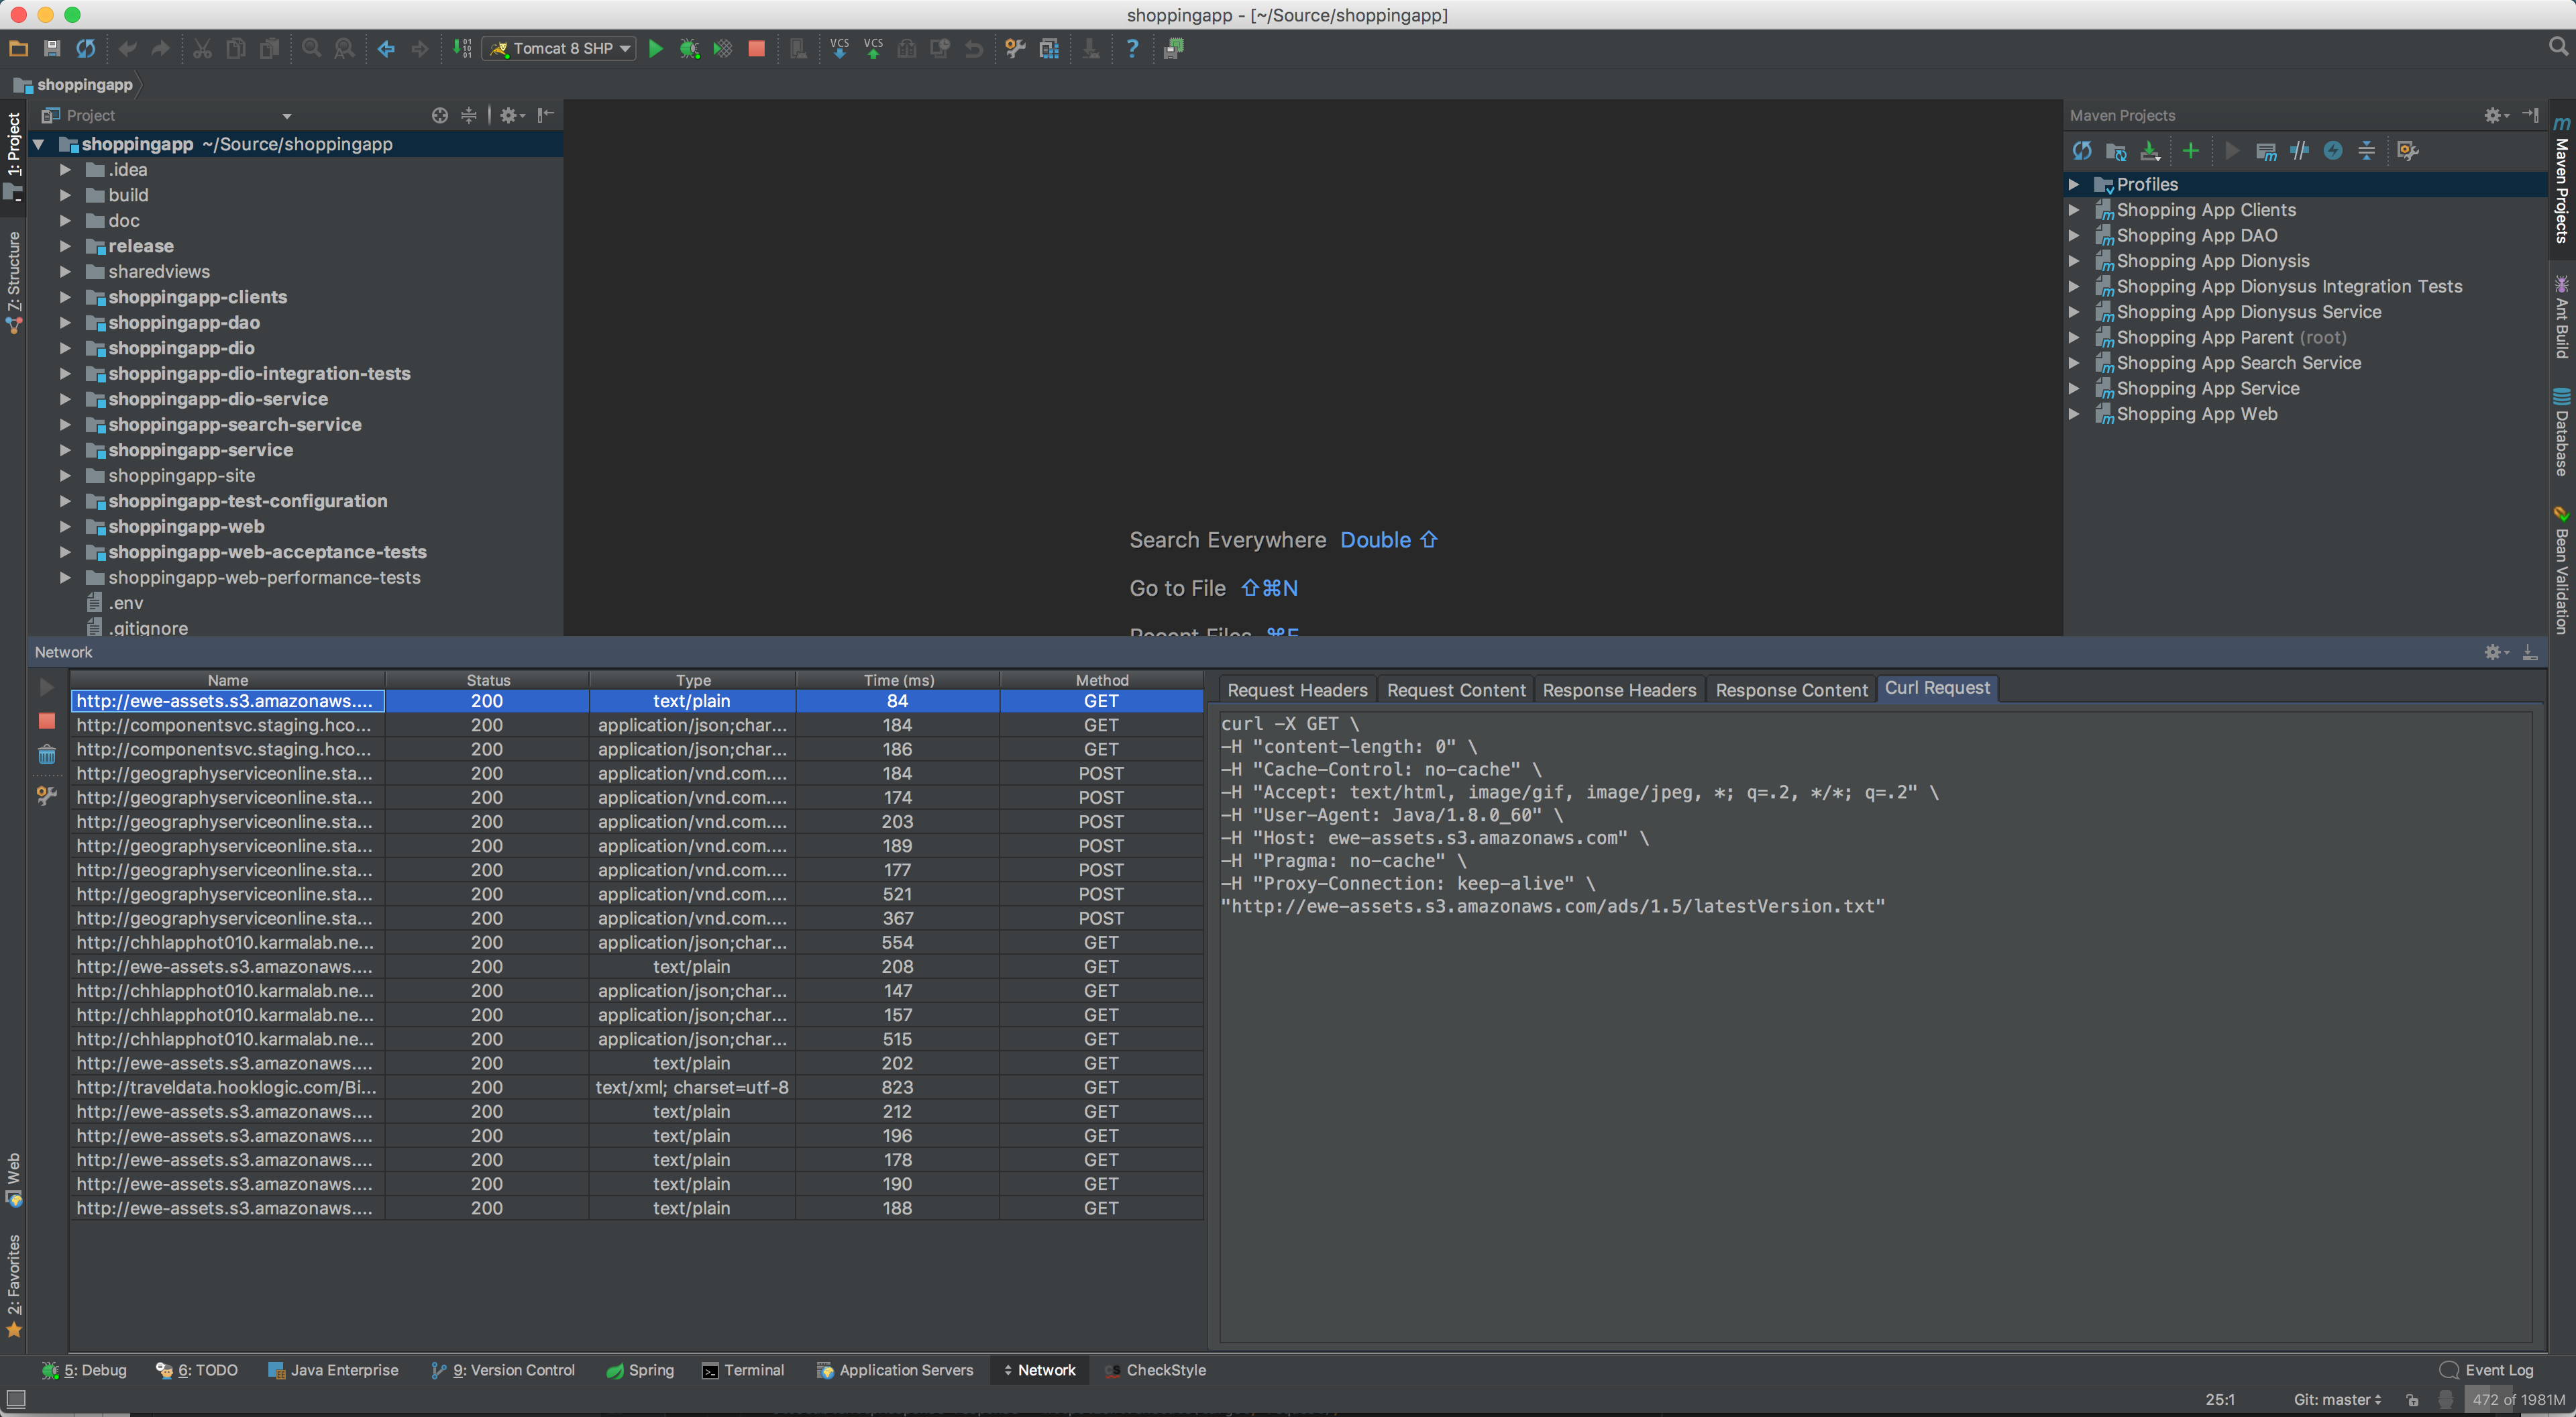 shoppingapp - [~/Source/shoppingapp]
Tomcat 8 SHP
VCS VCS
shoppingapp
Project
shoppingapp ~/Source/shoppingapp
.idea
build
doc
release
sharedviews
shoppingapp-clients
shoppingapp-dao
shoppingapp-dio
shoppingapp-dio-integration-tests
shoppingapp-dio-service
shoppingapp-search-service
shoppingapp-service
shoppingapp-site
shoppingapp-test-configuration
shoppingapp-web
shoppingapp-web-acceptance-tests
shoppingapp-web-performance-tests
.env
.gitignore
1: Project
Z: Structure
Web
2: Favorites
Search Everywhere Double ⇧
Go to File ⇧⌘N
Recent Files ⌘E
Maven Projects
Profiles
Shopping App Clients
Shopping App DAO
Shopping App Dionysis
Shopping App Dionysus Integration Tests
Shopping App Dionysus Service
Shopping App Parent (root)
Shopping App Search Service
Shopping App Service
Shopping App Web
Maven Projects
Ant Build
Database
Bean Validation
Network
Name Status Type Time (ms) Method
http://ewe-assets.s3.amazonaws.... 200 text/plain 84 GET
http://componentsvc.staging.hco... 200 application/json;char... 184 GET
http://componentsvc.staging.hco... 200 application/json;char... 186 GET
http://geographyserviceonline.sta... 200 application/vnd.com.... 184 POST
http://geographyserviceonline.sta... 200 application/vnd.com.... 174 POST
http://geographyserviceonline.sta... 200 application/vnd.com.... 203 POST
http://geographyserviceonline.sta... 200 application/vnd.com.... 189 POST
http://geographyserviceonline.sta... 200 application/vnd.com.... 177 POST
http://geographyserviceonline.sta... 200 application/vnd.com.... 521 POST
http://geographyserviceonline.sta... 200 application/vnd.com.... 367 POST
http://chhlapphot010.karmalab.ne... 200 application/json;char... 554 GET
http://ewe-assets.s3.amazonaws.... 200 text/plain 208 GET
http://chhlapphot010.karmalab.ne... 200 application/json;char... 147 GET
http://chhlapphot010.karmalab.ne... 200 application/json;char... 157 GET
http://chhlapphot010.karmalab.ne... 200 application/json;char... 515 GET
http://ewe-assets.s3.amazonaws.... 200 text/plain 202 GET
http://traveldata.hooklogic.com/Bi... 200 text/xml; charset=utf-8 823 GET
http://ewe-assets.s3.amazonaws.... 200 text/plain 212 GET
http://ewe-assets.s3.amazonaws.... 200 text/plain 196 GET
http://ewe-assets.s3.amazonaws.... 200 text/plain 178 GET
http://ewe-assets.s3.amazonaws.... 200 text/plain 190 GET
http://ewe-assets.s3.amazonaws.... 200 text/plain 188 GET
Request Headers Request Content Response Headers Response Content Curl Request
curl -X GET \
-H "content-length: 0" \
-H "Cache-Control: no-cache" \
-H "Accept: text/html, image/gif, image/jpeg, *; q=.2, */*; q=.2" \
-H "User-Agent: Java/1.8.0_60" \
-H "Host: ewe-assets.s3.amazonaws.com" \
-H "Pragma: no-cache" \
-H "Proxy-Connection: keep-alive" \
"http://ewe-assets.s3.amazonaws.com/ads/1.5/latestVersion.txt"
5: Debug 6: TODO Java Enterprise 9: Version Control Spring Terminal Application Servers Network CheckStyle Event Log
25:1 Git: master 472 of 1981M